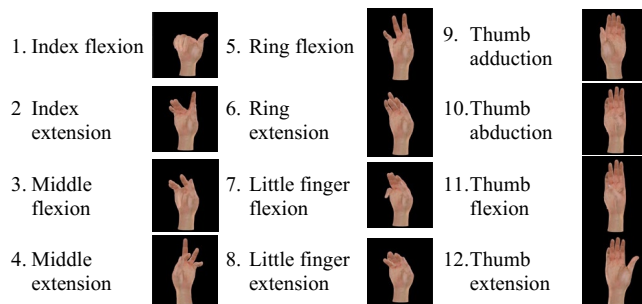 1. Index flexion
2 Index
extension
3. Middle
flexion
4. Middle
extension
5. Ring flexion
6. Ring
extension
7. Little finger
flexion
8. Little finger
extension
9. Thumb
adduction
10.Thumb
abduction
11.Thumb
flexion
12.Thumb
extension